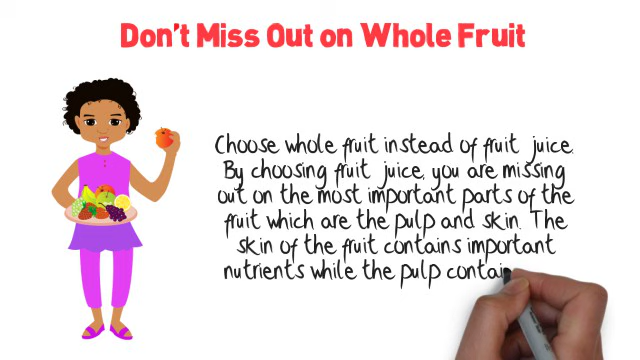 Don't Miss Out on Whole Fruit
Choose whole fruit instead of fruit juice.
By choosing fruit juice, you are missing
out on the most important parts of the
fruit which are the pulp and skin. The
skin of the fruit contains important
nutrients while the pulp contai